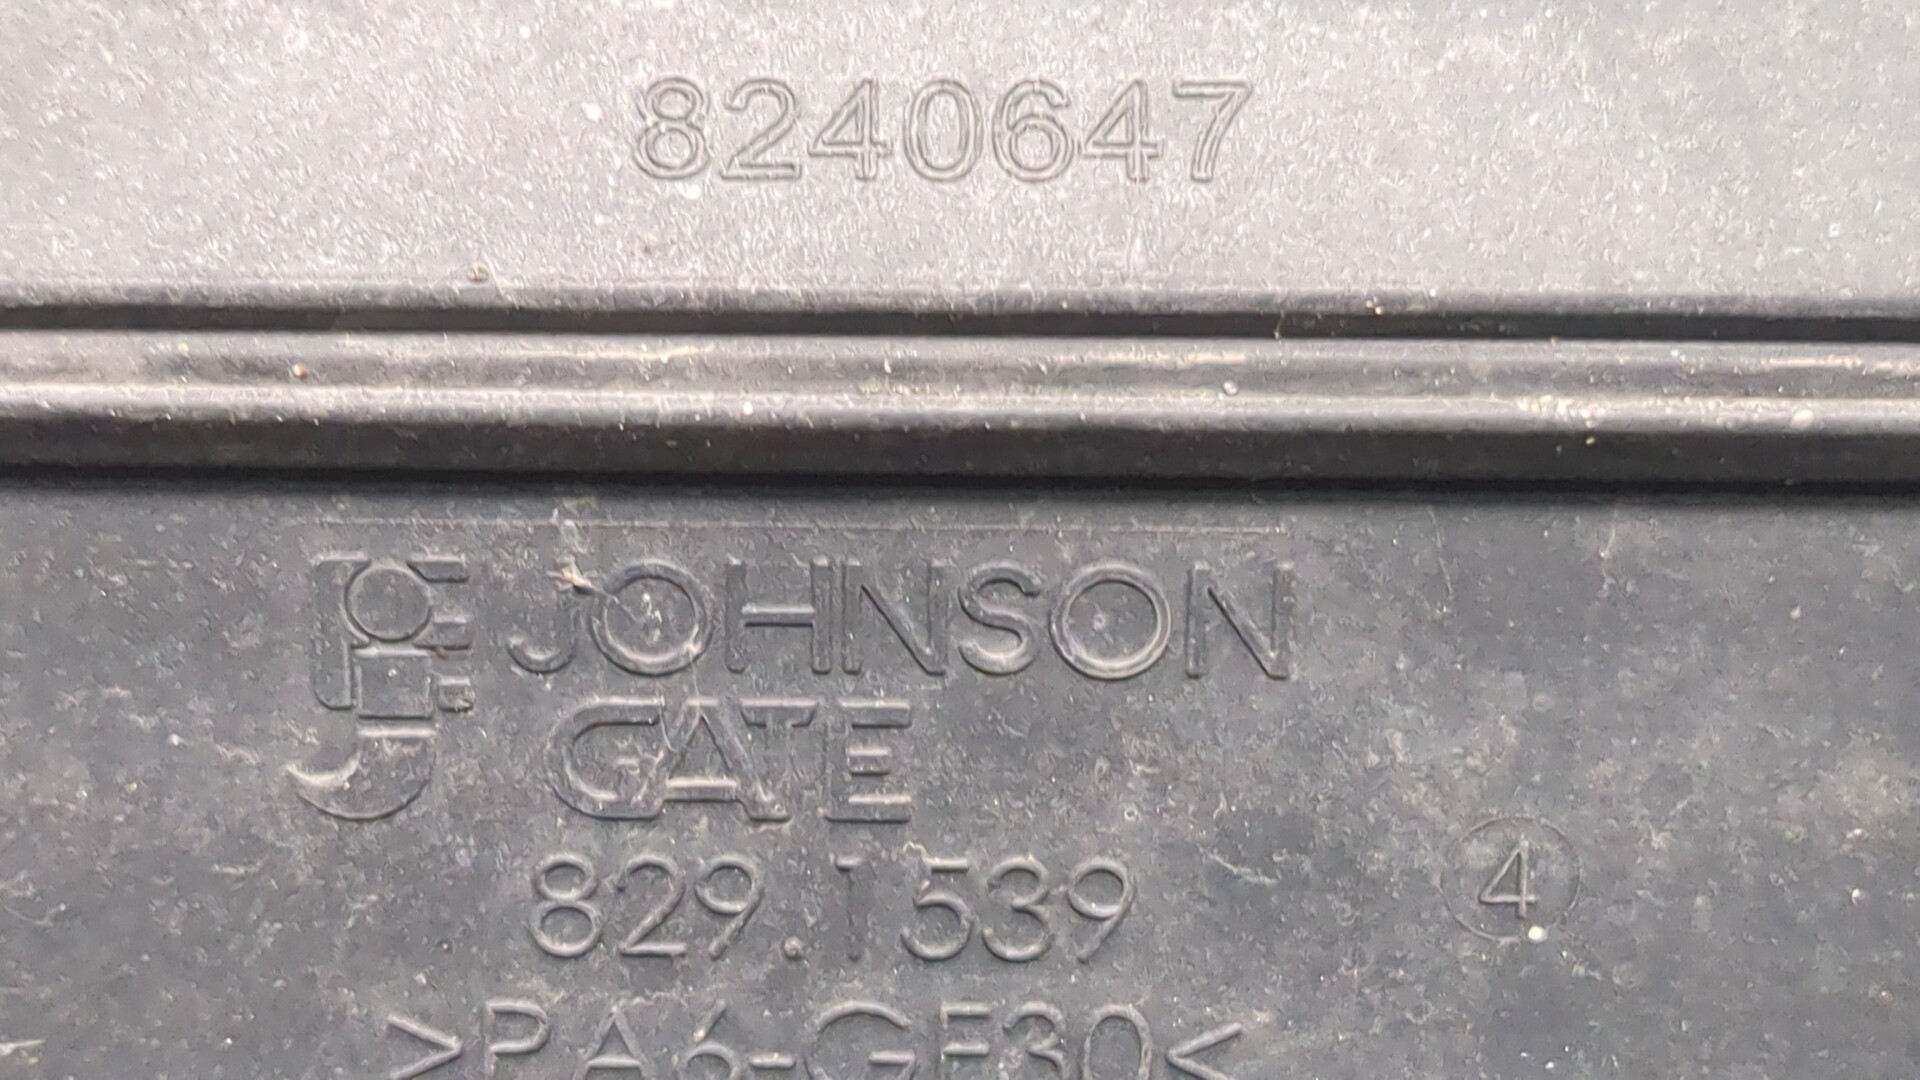 8240647
JOHNSON
GATE
829.1539
4
>PA6-GF30<